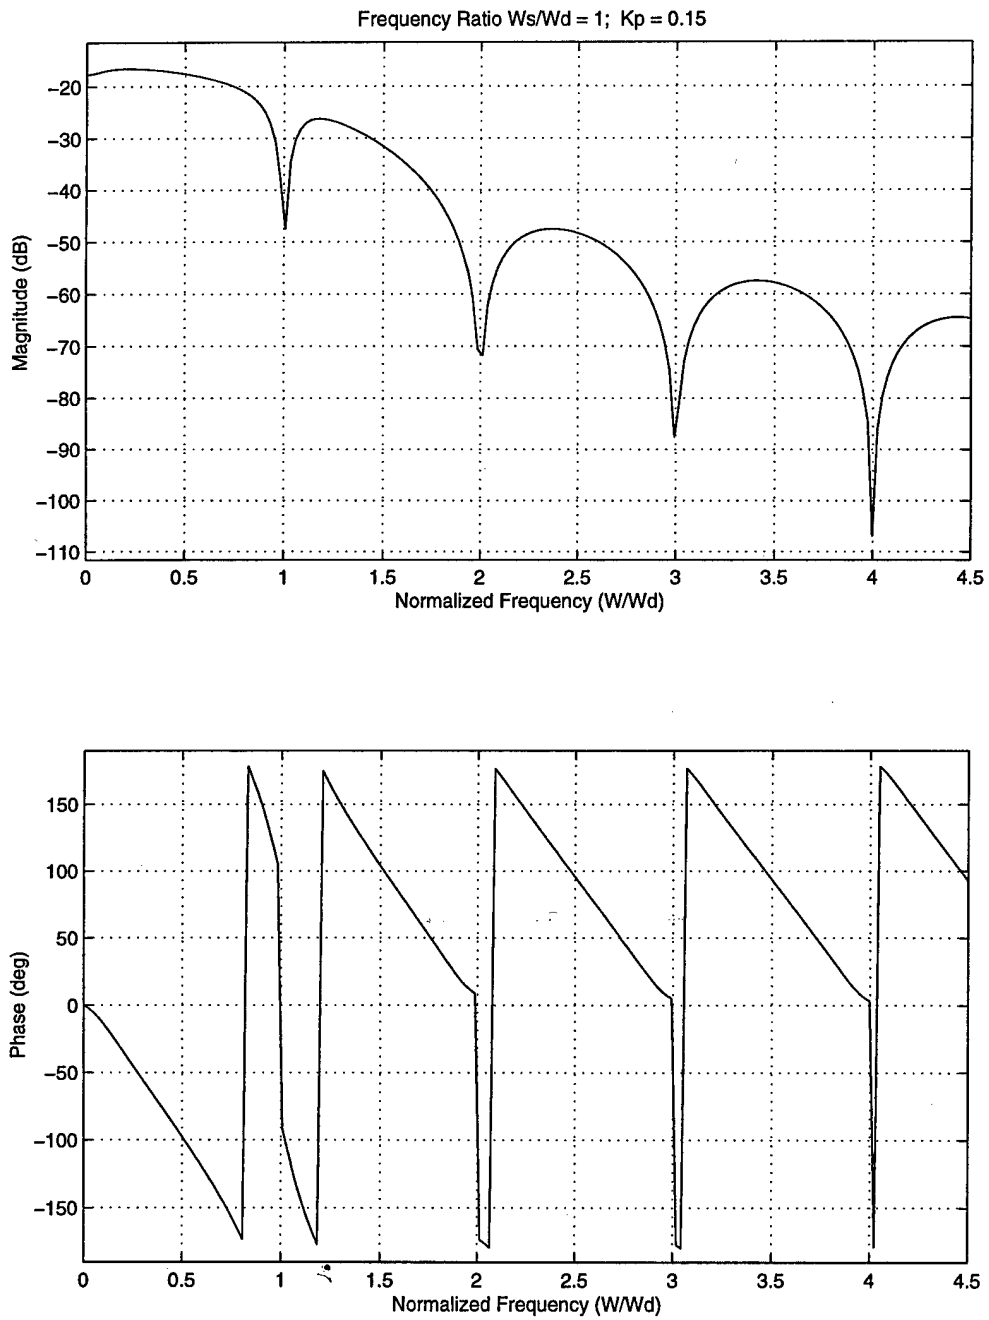 Frequency Ratio Ws/Wd = 1; Kp = 0.15
Magnitude (dB)
−20
−30
−40
−50
−60
−70
−80
−90
−100
−110
0 0.5 1 1.5 2 2.5 3 3.5 4 4.5
Normalized Frequency (W/Wd)
Phase (deg)
150
100
50
0
−50
−100
−150
0 0.5 1 1.5 2 2.5 3 3.5 4 4.5
Normalized Frequency (W/Wd)